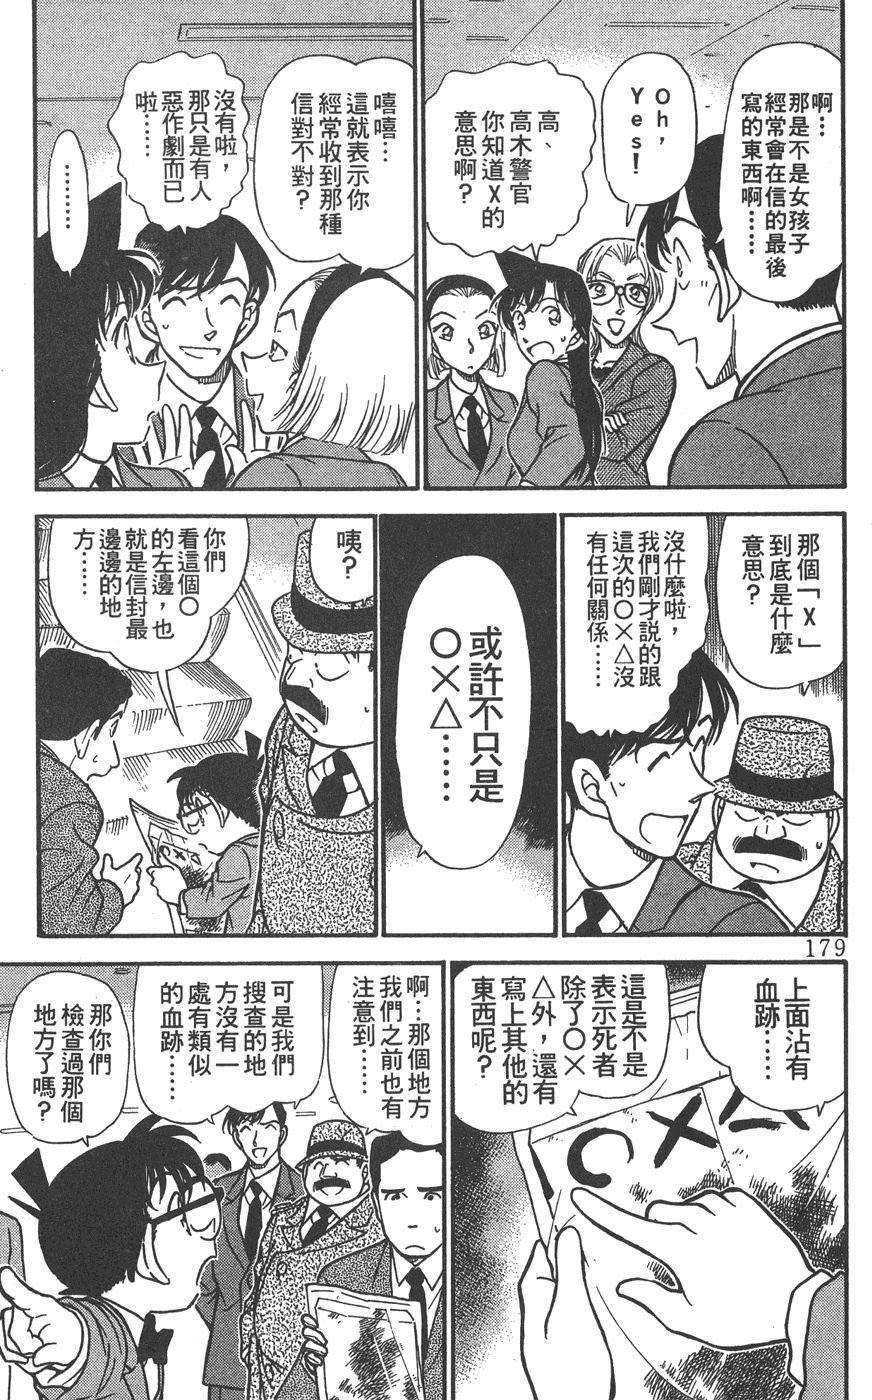 啊…
那是不是女孩子
經常會在信的最後
寫的東西啊……
Oh,
Yes!
高、
高木警官
你知道X的
意思啊?
嘻嘻…
這就表示你
經常收到那種
信對不對?
沒有啦，
那只是有人
惡作劇而已
啦……
………
那個「X」
到底是什麼
意思?
沒什麼啦，
我們剛才說的跟
這次的○×△沒
有任何關係……
或許不只是
○×△……
咦?
你們
看這個○
的左邊，也
就是信封最
邊邊的地
方……
179
上面沾有
血跡……
這是不是
表示死者
除了○×
△外，還有
寫上其他的
東西呢?
啊…那個地方
我們之前也有
注意到……
可是我們
搜查的地
方沒有一
處有類似
的血跡……
那你們
檢查過那個
地方了嗎?
○×△